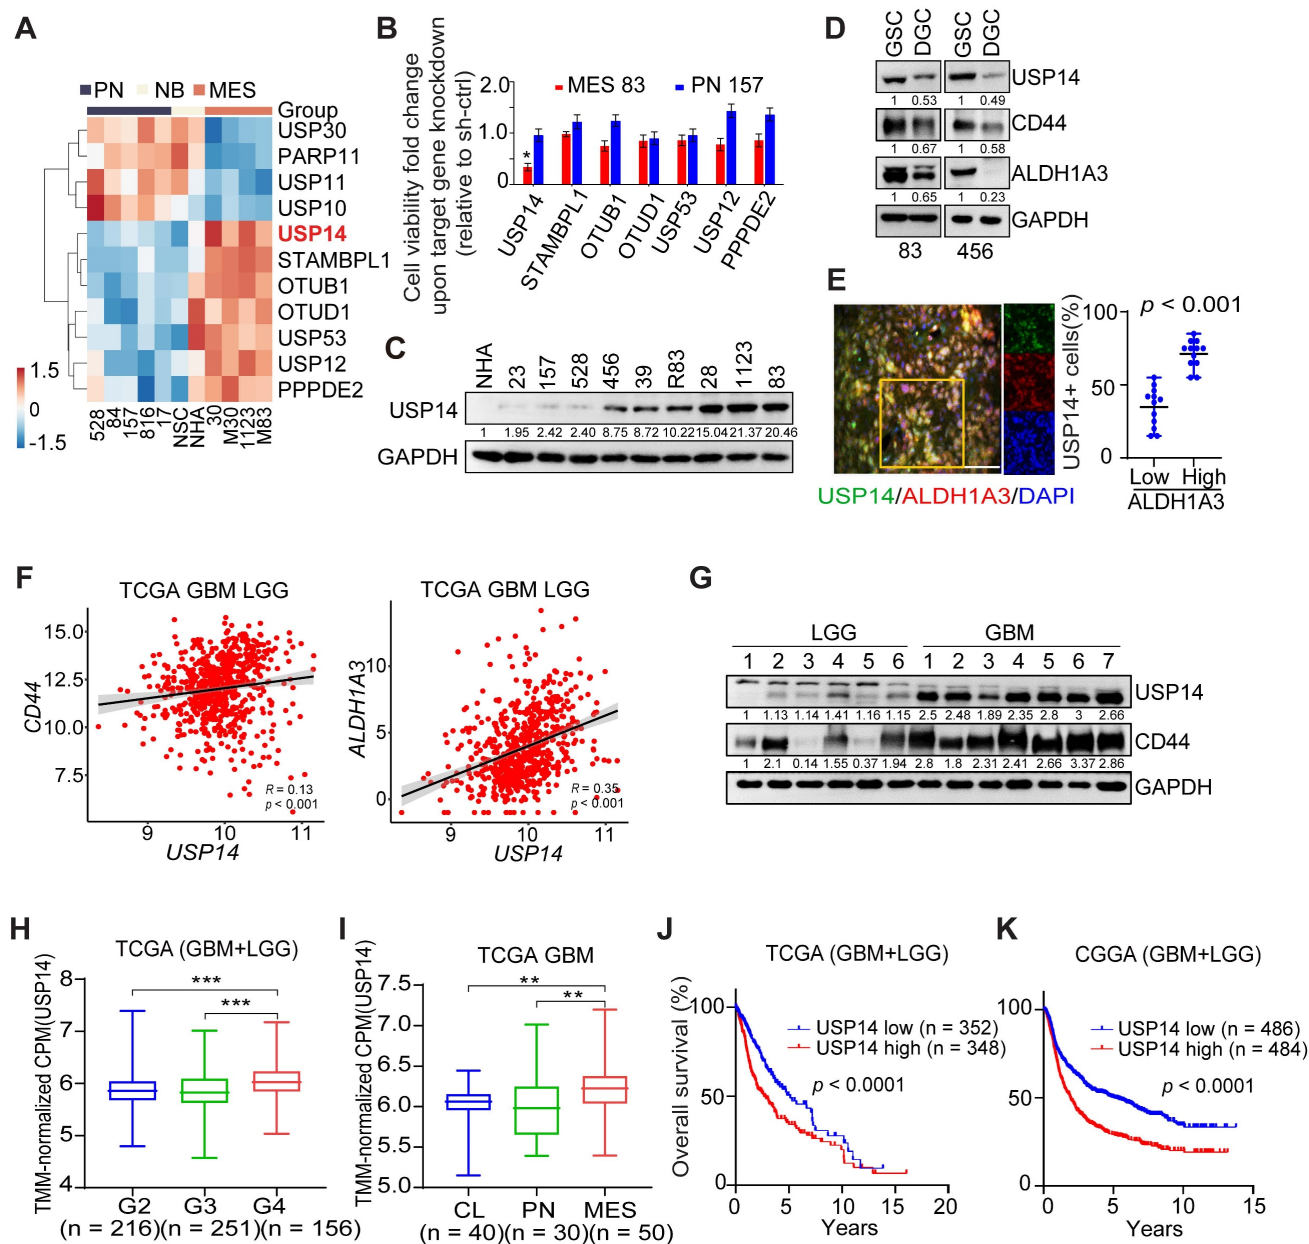 A
PN NB MES
Group
USP30
PARP11
USP11
USP10
USP14
STAMBPL1
OTUB1
OTUD1
USP53
USP12
PPPDE2
1.5
0
-1.5
528 84 157 816 17 NSC NHA 30 M30 1123 M83
B
Cell viability fold change
upon target gene knockdown
(relative to sh-ctrl)
2.0
1.0
0
MES 83 PN 157
*
USP14 STAMBPL1 OTUB1 OTUD1 USP53 USP12 PPPDE2
C
NHA 23 157 528 456 39 R83 28 1123 83
USP14
1 1.95 2.42 2.40 8.75 8.72 10.22 15.04 21.37 20.46
GAPDH
D
GSC DGC GSC DGC
USP14
1 0.53 1 0.49
CD44
1 0.67 1 0.58
ALDH1A3
1 0.65 1 0.23
GAPDH
83 456
E
USP14/ALDH1A3/DAPI
USP14+ cells(%)
p < 0.001
100
50
0
Low High
ALDH1A3
F
TCGA GBM LGG
CD44
15.0
12.5
10.0
7.5
R = 0.13
p < 0.001
9 10 11
USP14
TCGA GBM LGG
ALDH1A3
10
5
0
R = 0.35
p < 0.001
9 10 11
USP14
G
LGG GBM
1 2 3 4 5 6 1 2 3 4 5 6 7
USP14
1 1.13 1.14 1.41 1.16 1.15 2.5 2.48 1.89 2.35 2.8 3 2.66
CD44
1 2.1 0.14 1.55 0.37 1.94 2.8 1.8 2.31 2.41 2.66 3.37 2.86
GAPDH
H
TCGA (GBM+LGG)
TMM-normalized CPM(USP14)
8
7
6
5
4
***
***
G2 G3 G4
(n = 216)(n = 251)(n = 156)
I
TCGA GBM
TMM-normalized CPM(USP14)
7.5
7.0
6.5
6.0
5.5
5.0
**
**
CL PN MES
(n = 40)(n = 30)(n = 50)
J
TCGA (GBM+LGG)
Overall survival (%)
100
50
0
USP14 low (n = 352)
USP14 high (n = 348)
p < 0.0001
0 5 10 15 20
Years
K
CGGA (GBM+LGG)
100
50
0
USP14 low (n = 486)
USP14 high (n = 484)
p < 0.0001
0 5 10 15
Years